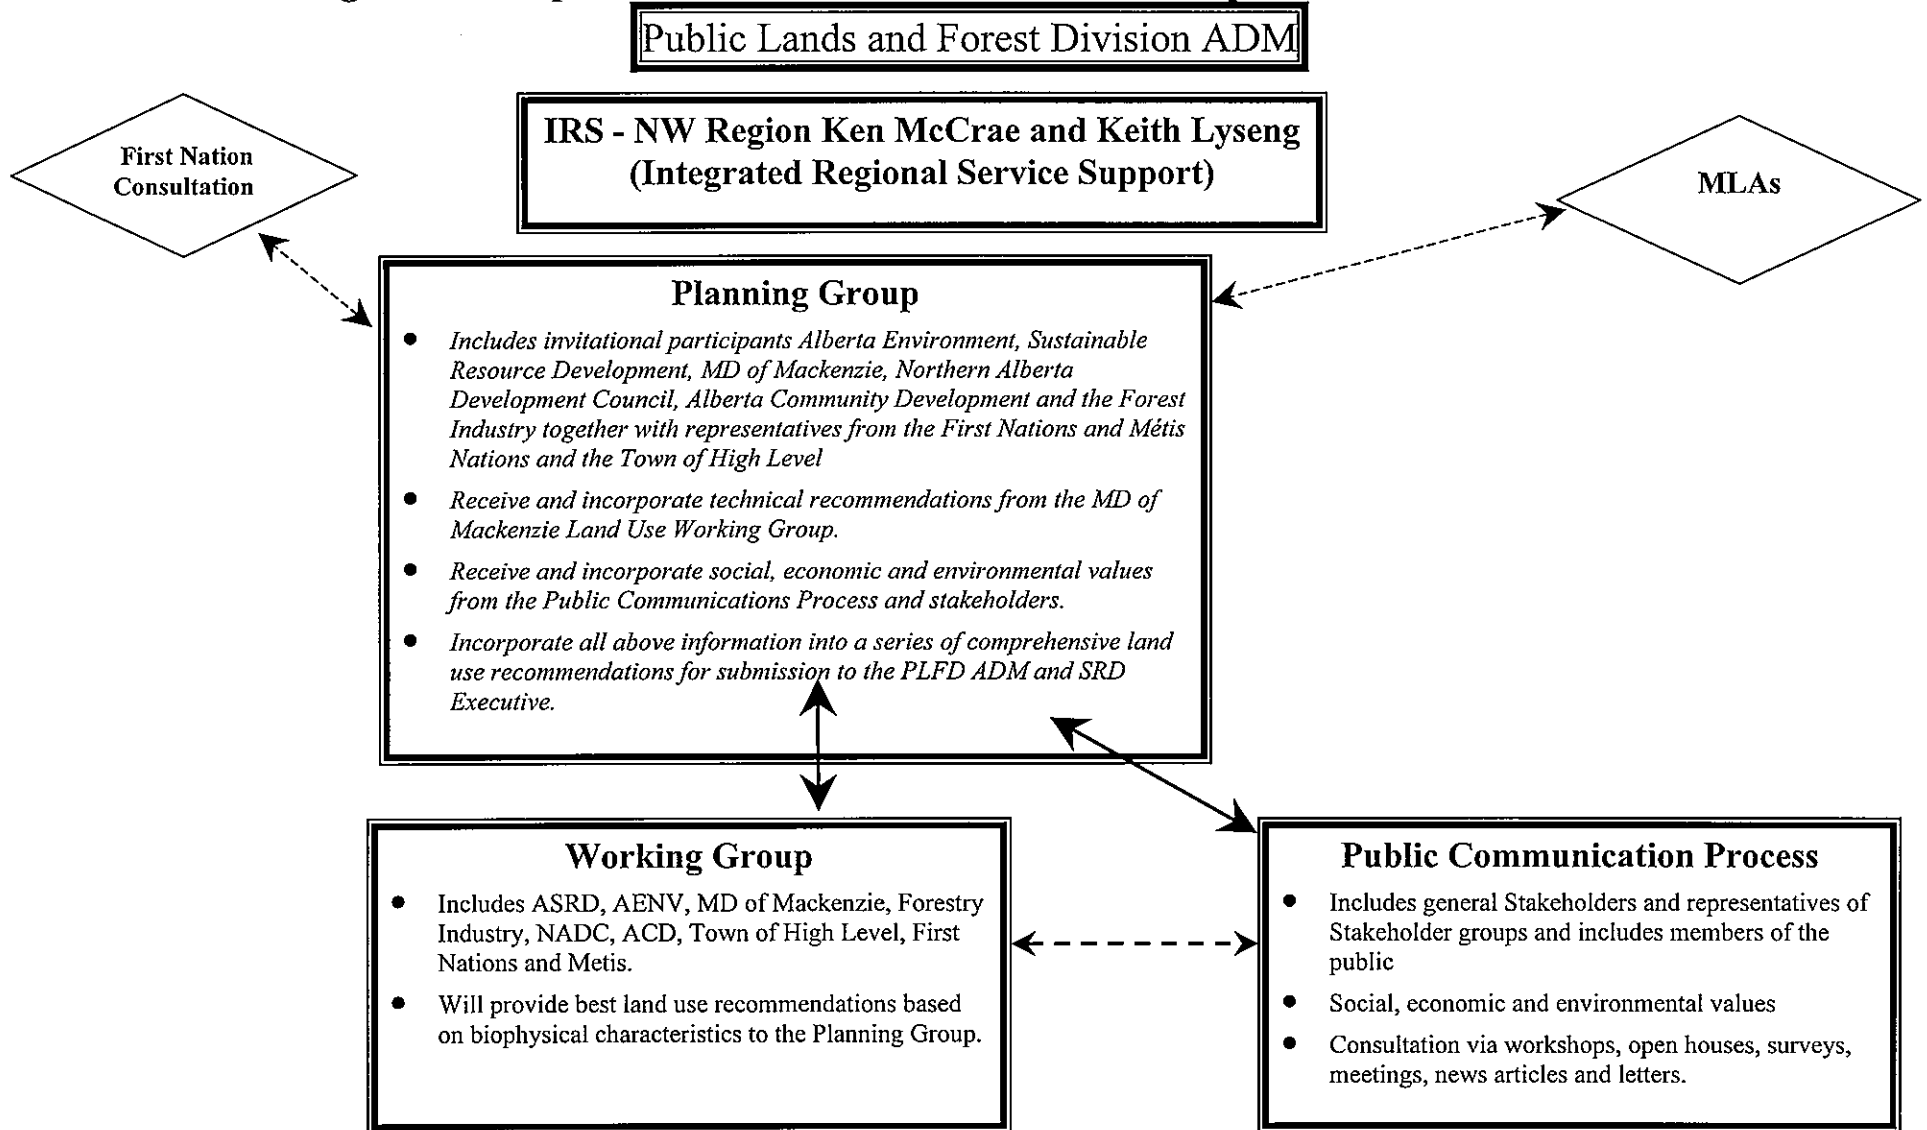 Public Lands and Forest Division ADM
IRS - NW Region Ken McCrae and Keith Lyseng
(Integrated Regional Service Support)
First Nation
Consultation
MLAs
Planning Group
● Includes invitational participants Alberta Environment, Sustainable
Resource Development, MD of Mackenzie, Northern Alberta
Development Council, Alberta Community Development and the Forest
Industry together with representatives from the First Nations and Métis
Nations and the Town of High Level
● Receive and incorporate technical recommendations from the MD of
Mackenzie Land Use Working Group.
● Receive and incorporate social, economic and environmental values
from the Public Communications Process and stakeholders.
● Incorporate all above information into a series of comprehensive land
use recommendations for submission to the PLFD ADM and SRD
Executive.
Working Group
● Includes ASRD, AENV, MD of Mackenzie, Forestry
Industry, NADC, ACD, Town of High Level, First
Nations and Metis.
● Will provide best land use recommendations based
on biophysical characteristics to the Planning Group.
Public Communication Process
● Includes general Stakeholders and representatives of
Stakeholder groups and includes members of the
public
● Social, economic and environmental values
● Consultation via workshops, open houses, surveys,
meetings, news articles and letters.